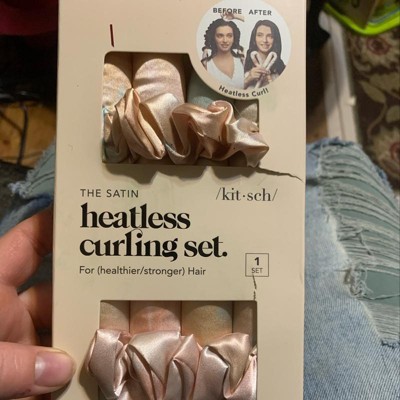 BEFORE AFTER
Heatless Curl!
THE SATIN
/kit·sch/
heatless
curling set.
For (healthier/stronger) Hair
1
SET